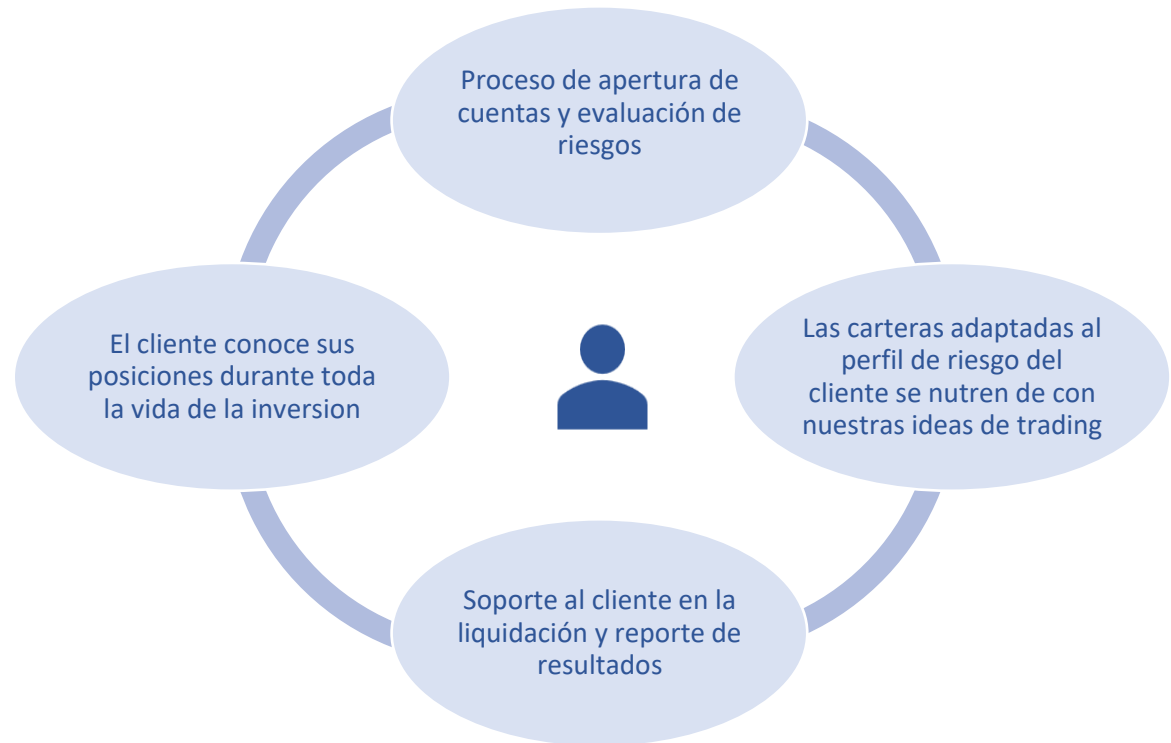 Proceso de apertura de
cuentas y evaluación de
riesgos
Las carteras adaptadas al
perfil de riesgo del
cliente se nutren de con
nuestras ideas de trading
Soporte al cliente en la
liquidación y reporte de
resultados
El cliente conoce sus
posiciones durante toda
la vida de la inversion